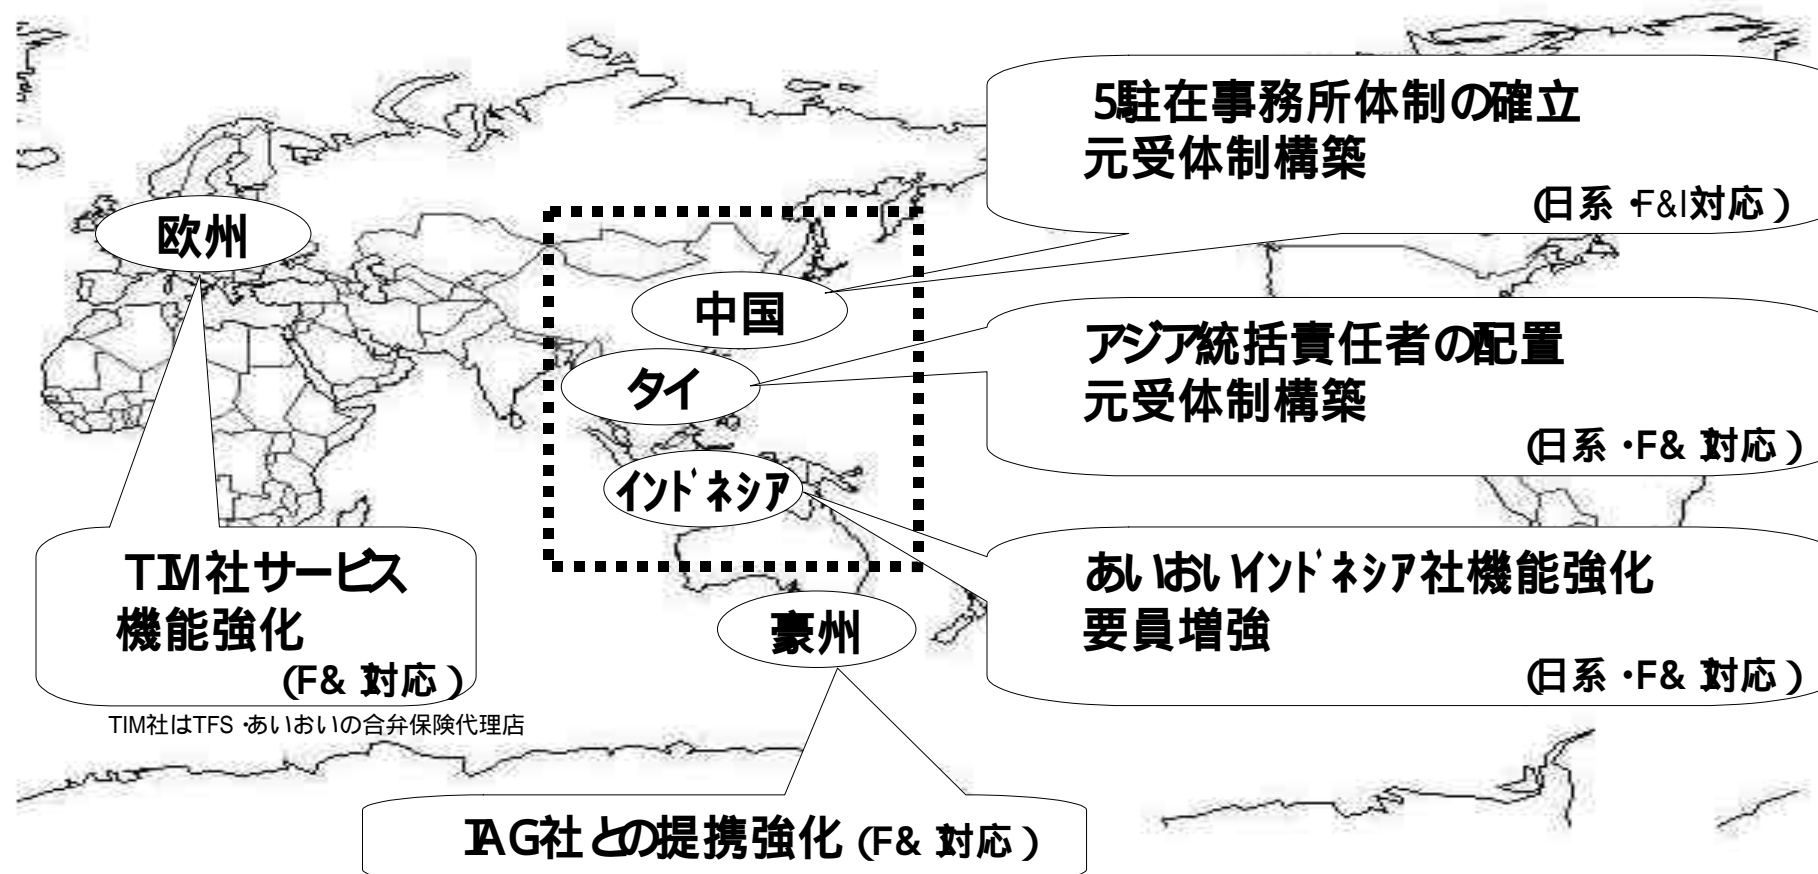 5駐在事務所体制の確立
元受体制構築
(日系・F&I対応)
欧州
中国
アジア統括責任者の配置
元受体制構築
(日系・F&I対応)
タイ
インドネシア
TIM社サービス
機能強化
(F&I対応)
TIM社はTFS・あいおいの合弁保険代理店
あいおいインドネシア社機能強化
要員増強
(日系・F&I対応)
豪州
IAG社との提携強化(F&I対応)